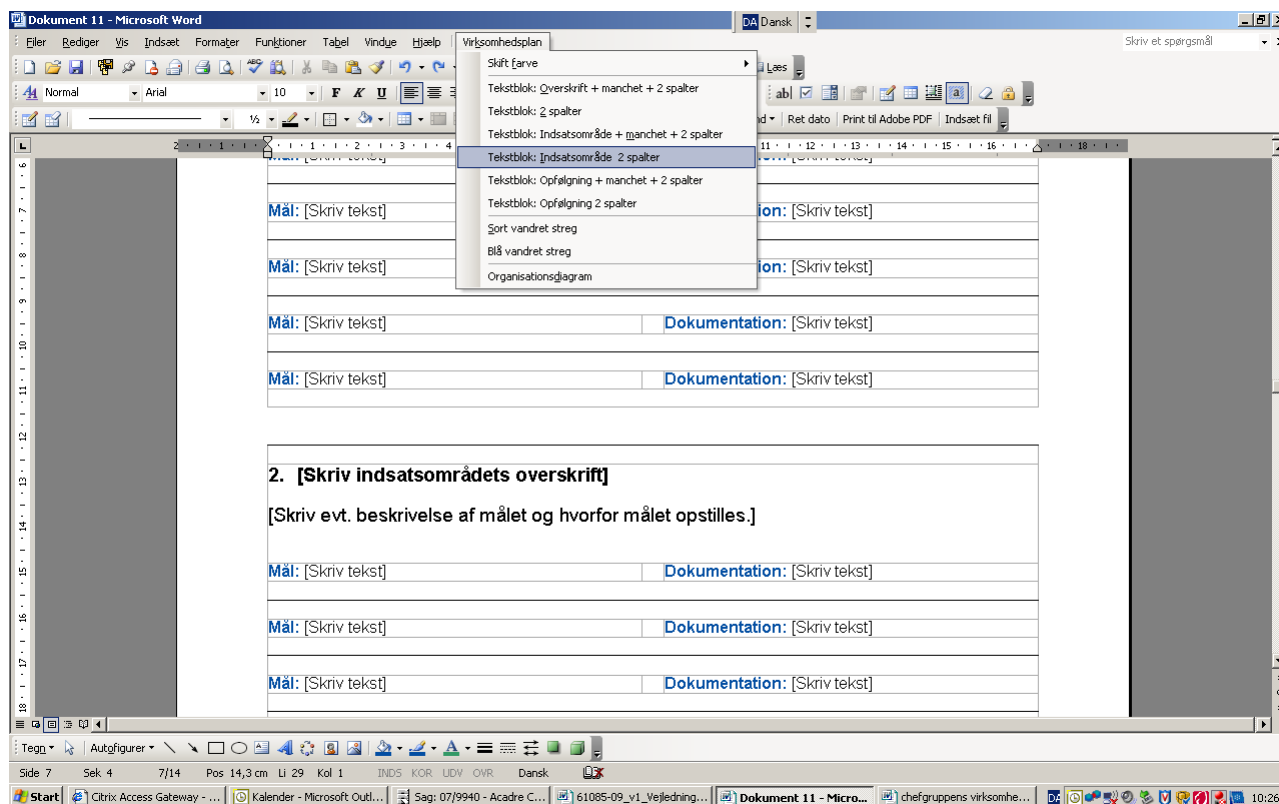 Dokument 11 - Microsoft Word
DA Dansk
Filer Rediger Vis Indsæt Formater Funktioner Tabel Vindue Hjælp Virksomhedsplan
Skriv et spørgsmål
Læs
Normal Arial 10 F K U
½
Ret dato Print til Adobe PDF Indsæt fil
Skift farve
Tekstblok: Overskrift + manchet + 2 spalter
Tekstblok: 2 spalter
Tekstblok: Indsatsområde + manchet + 2 spalter
Tekstblok: Indsatsområde 2 spalter
Tekstblok: Opfølgning + manchet + 2 spalter
Tekstblok: Opfølgning 2 spalter
Sort vandret streg
Blå vandret streg
Organisationsdiagram
Mål: [Skriv tekst] ion: [Skriv tekst]
Mål: [Skriv tekst] ion: [Skriv tekst]
Mål: [Skriv tekst] Dokumentation: [Skriv tekst]
Mål: [Skriv tekst] Dokumentation: [Skriv tekst]
2. [Skriv indsatsområdets overskrift]
[Skriv evt. beskrivelse af målet og hvorfor målet opstilles.]
Mål: [Skriv tekst] Dokumentation: [Skriv tekst]
Mål: [Skriv tekst] Dokumentation: [Skriv tekst]
Mål: [Skriv tekst] Dokumentation: [Skriv tekst]
Tegn Autofigurer
Side 7 Sek 4 7/14 Pos 14,3 cm Li 29 Kol 1 INDS KOR UDV OVR Dansk
Start Citrix Access Gateway - ... Kalender - Microsoft Outl... Sag: 07/9940 - Acadre C... 61085-09_v1_Vejledning... Dokument 11 - Micro... chefgruppens virksomhe... DA 10:26